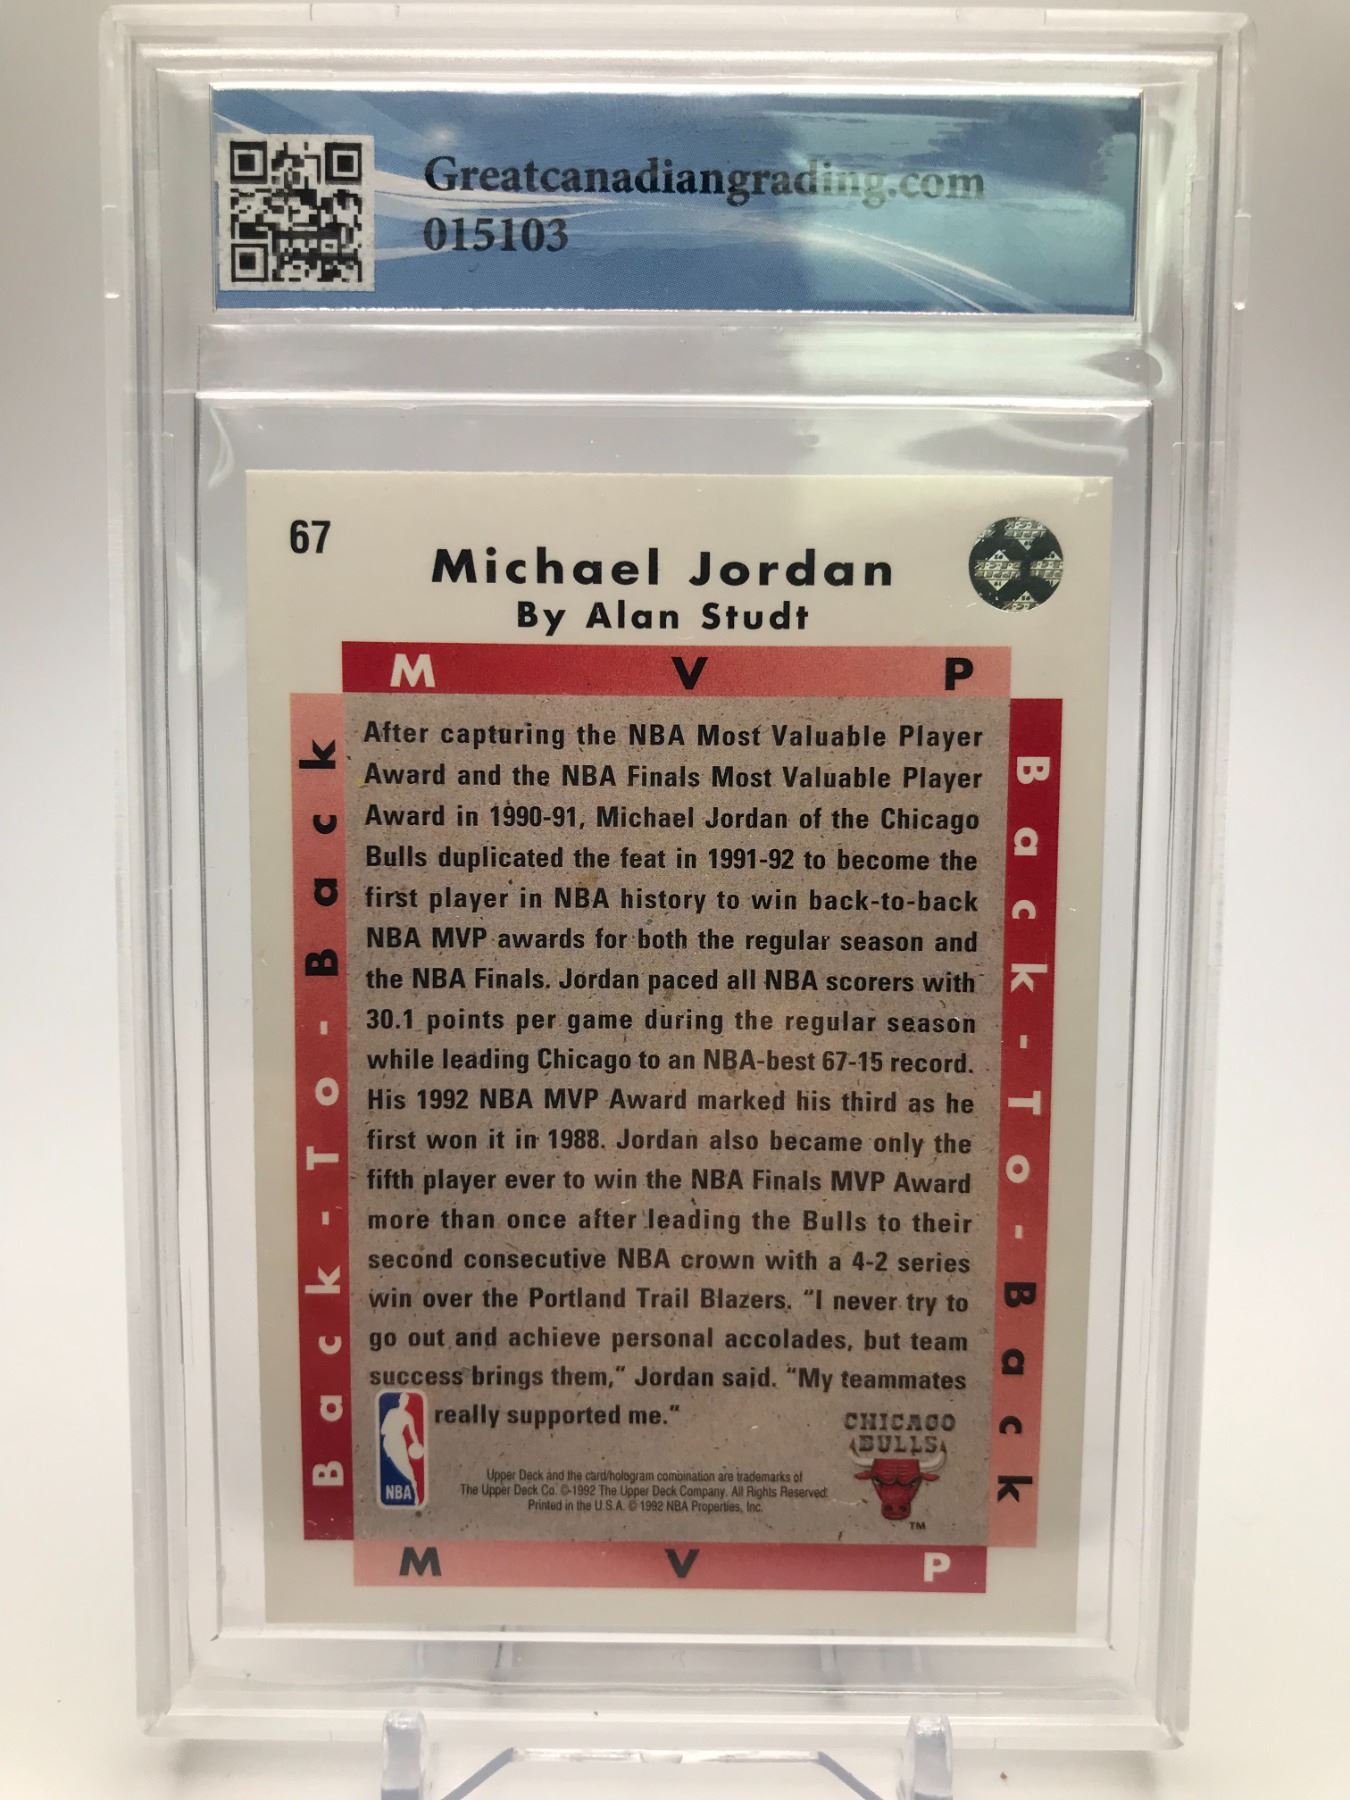 Greatcanadiangrading.com
015103
67
Michael Jordan
By Alan Studt
M V P
Back-To-Back
Back-To-Back
After capturing the NBA Most Valuable Player
Award and the NBA Finals Most Valuable Player
Award in 1990-91, Michael Jordan of the Chicago
Bulls duplicated the feat in 1991-92 to become the
first player in NBA history to win back-to-back
NBA MVP awards for both the regular season and
the NBA Finals. Jordan paced all NBA scorers with
30.1 points per game during the regular season
while leading Chicago to an NBA-best 67-15 record.
His 1992 NBA MVP Award marked his third as he
first won it in 1988. Jordan also became only the
fifth player ever to win the NBA Finals MVP Award
more than once after leading the Bulls to their
second consecutive NBA crown with a 4-2 series
win over the Portland Trail Blazers. "I never try to
go out and achieve personal accolades, but team
success brings them," Jordan said. "My teammates
really supported me."
NBA
CHICAGO
BULLS
TM
Upper Deck and the card/hologram combination are trademarks of
The Upper Deck Co. © 1992 The Upper Deck Company. All Rights Reserved.
Printed in the U.S.A. © 1992 NBA Properties, Inc.
M V P